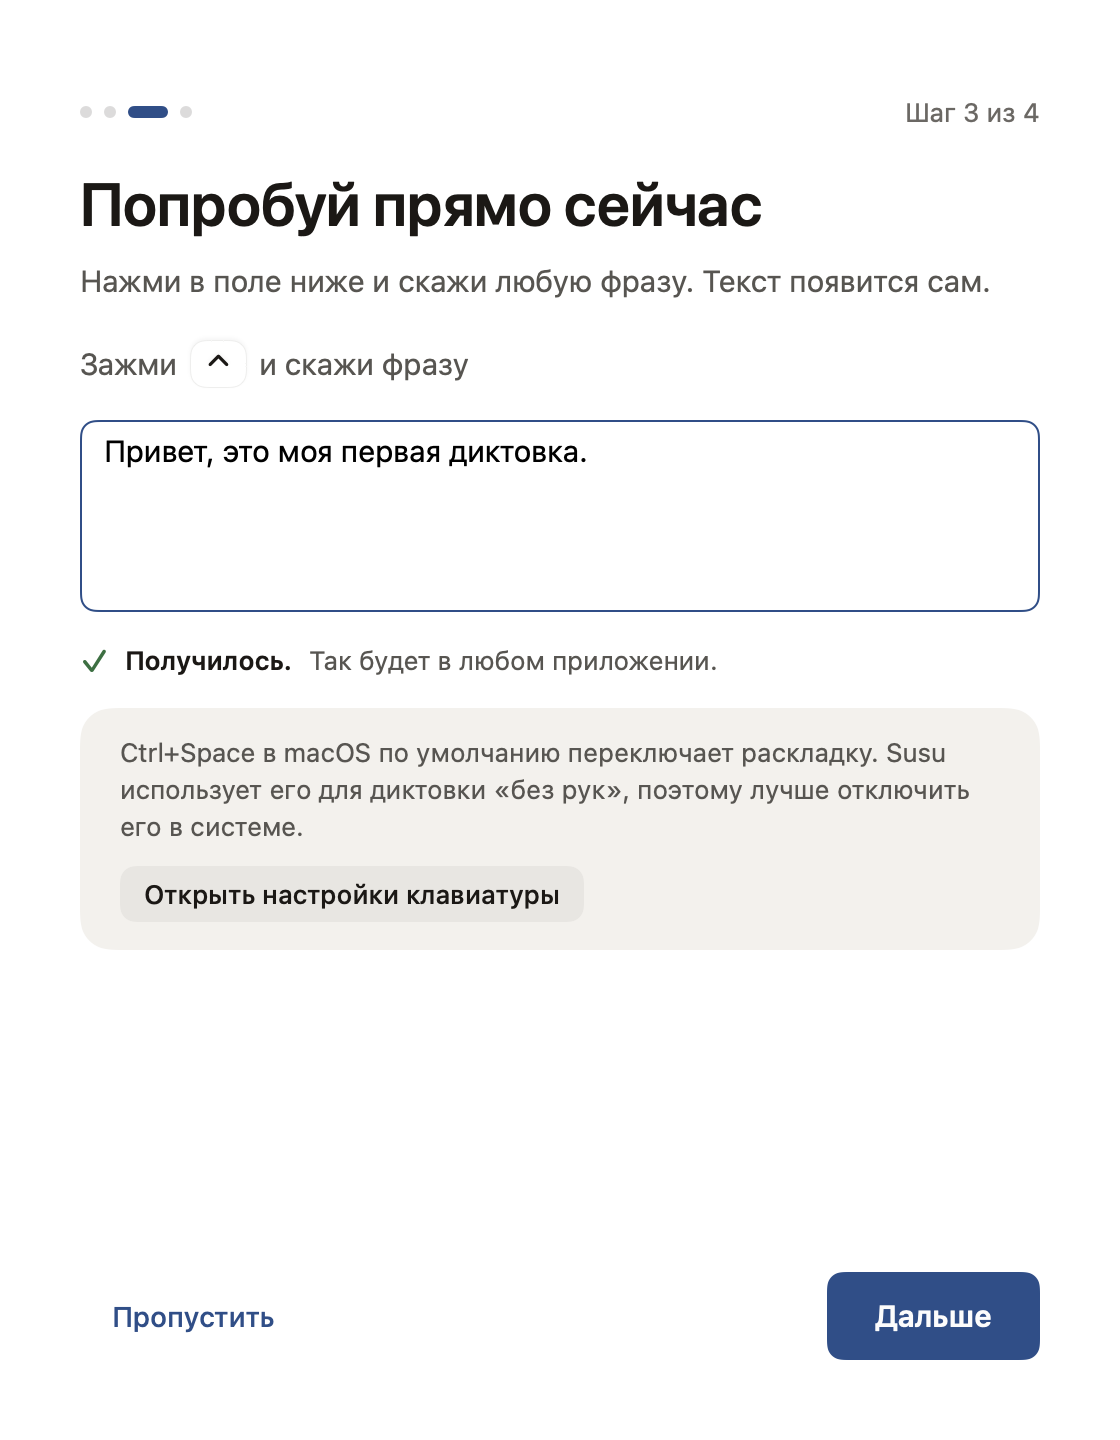 Шаг 3 из 4
Попробуй прямо сейчас
Нажми в поле ниже и скажи любую фразу. Текст появится сам.
Зажми ^ и скажи фразу
Привет, это моя первая диктовка.
Получилось. Так будет в любом приложении.
Ctrl+Space в macOS по умолчанию переключает раскладку. Susu
использует его для диктовки «без рук», поэтому лучше отключить
его в системе.
Открыть настройки клавиатуры
Пропустить
Дальше